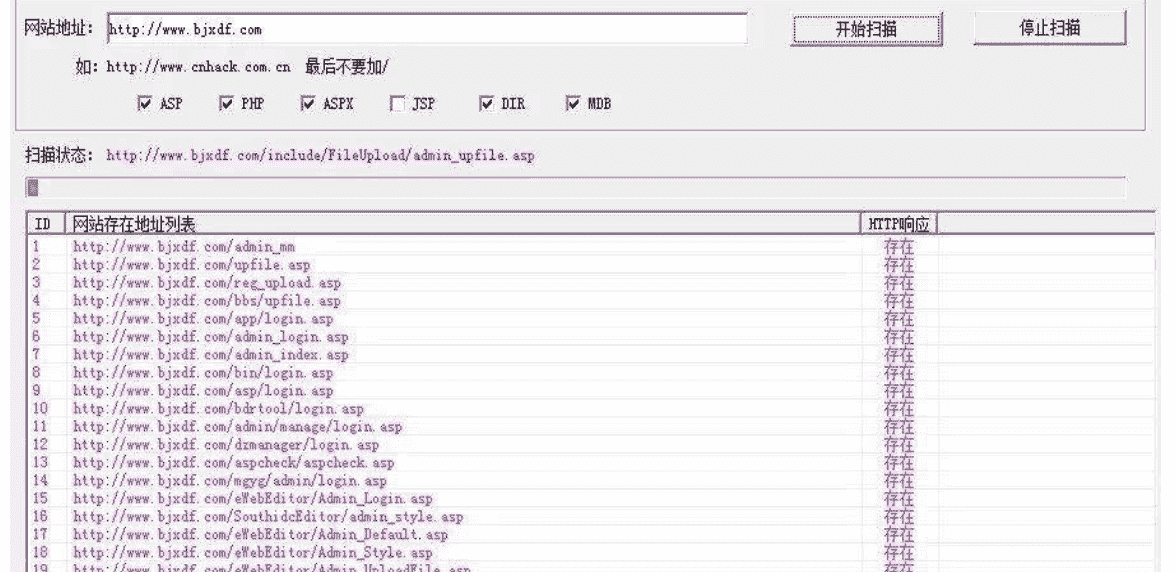 网站地址： http://www.bjxdf.com 开始扫描 停止扫描
如：http://www.cnhack.com.cn 最后不要加/
ASP PHP ASPX JSP DIR MDB
扫描状态： http://www.bjxdf.com/include/FileUpload/admin_upfile.asp
ID 网站存在地址列表 HTTP响应
1 http://www.bjxdf.com/admin_mm 存在
2 http://www.bjxdf.com/upfile.asp 存在
3 http://www.bjxdf.com/reg_upload.asp 存在
4 http://www.bjxdf.com/bbs/upfile.asp 存在
5 http://www.bjxdf.com/app/login.asp 存在
6 http://www.bjxdf.com/admin_login.asp 存在
7 http://www.bjxdf.com/admin_index.asp 存在
8 http://www.bjxdf.com/bin/login.asp 存在
9 http://www.bjxdf.com/asp/login.asp 存在
10 http://www.bjxdf.com/bdrtool/login.asp 存在
11 http://www.bjxdf.com/admin/manage/login.asp 存在
12 http://www.bjxdf.com/dzmanager/login.asp 存在
13 http://www.bjxdf.com/aspcheck/aspcheck.asp 存在
14 http://www.bjxdf.com/mgyg/admin/login.asp 存在
15 http://www.bjxdf.com/eWebEditor/Admin_Login.asp 存在
16 http://www.bjxdf.com/SouthidcEditor/admin_style.asp 存在
17 http://www.bjxdf.com/eWebEditor/Admin_Default.asp 存在
18 http://www.bjxdf.com/eWebEditor/Admin_Style.asp 存在
19 http://www.bjxdf.com/eWebEditor/Admin_UploadFile.asp 存在